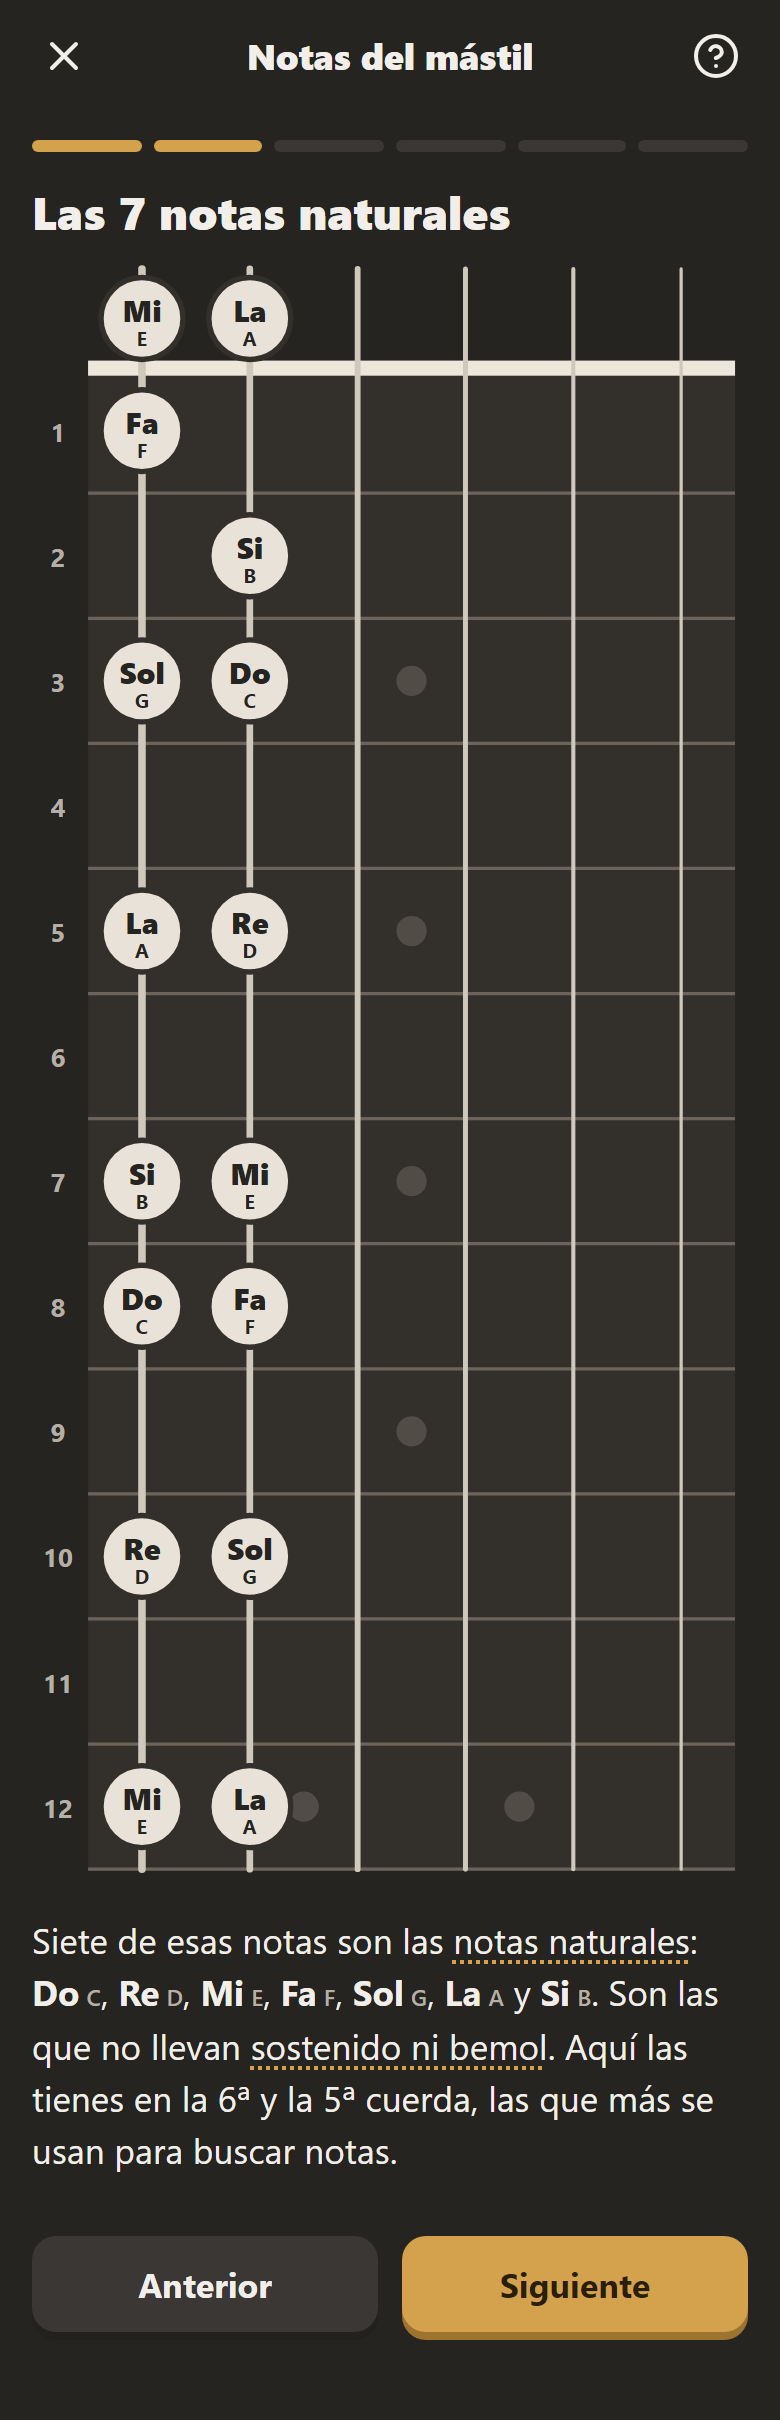 Notas del mástil
Las 7 notas naturales
Mi La
E A
1 Fa
F
2 Si
B
3 Sol Do
G C
4
5 La Re
A D
6
7 Si Mi
B E
8 Do Fa
C F
9
10 Re Sol
D G
11
12 Mi La
E A
Siete de esas notas son las notas naturales:
Do C, Re D, Mi E, Fa F, Sol G, La A y Si B. Son las
que no llevan sostenido ni bemol. Aquí las
tienes en la 6ª y la 5ª cuerda, las que más se
usan para buscar notas.
Anterior Siguiente